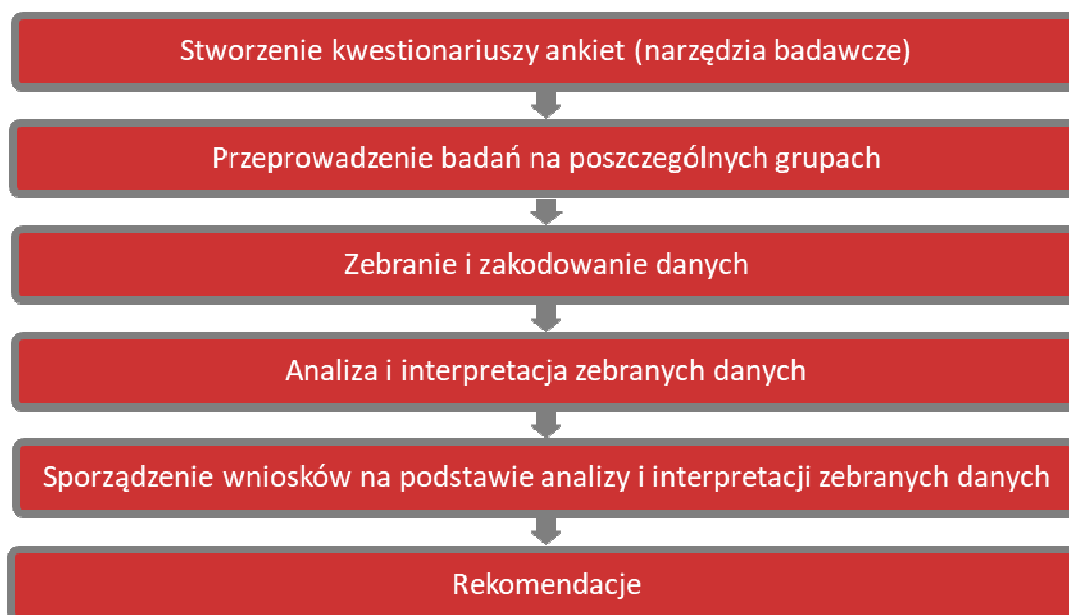 Stworzenie kwestionariuszy ankiet (narzędzia badawcze)
Przeprowadzenie badań na poszczególnych grupach
Zebranie i zakodowanie danych
Analiza i interpretacja zebranych danych
Sporządzenie wniosków na podstawie analizy i interpretacji zebranych danych
Rekomendacje